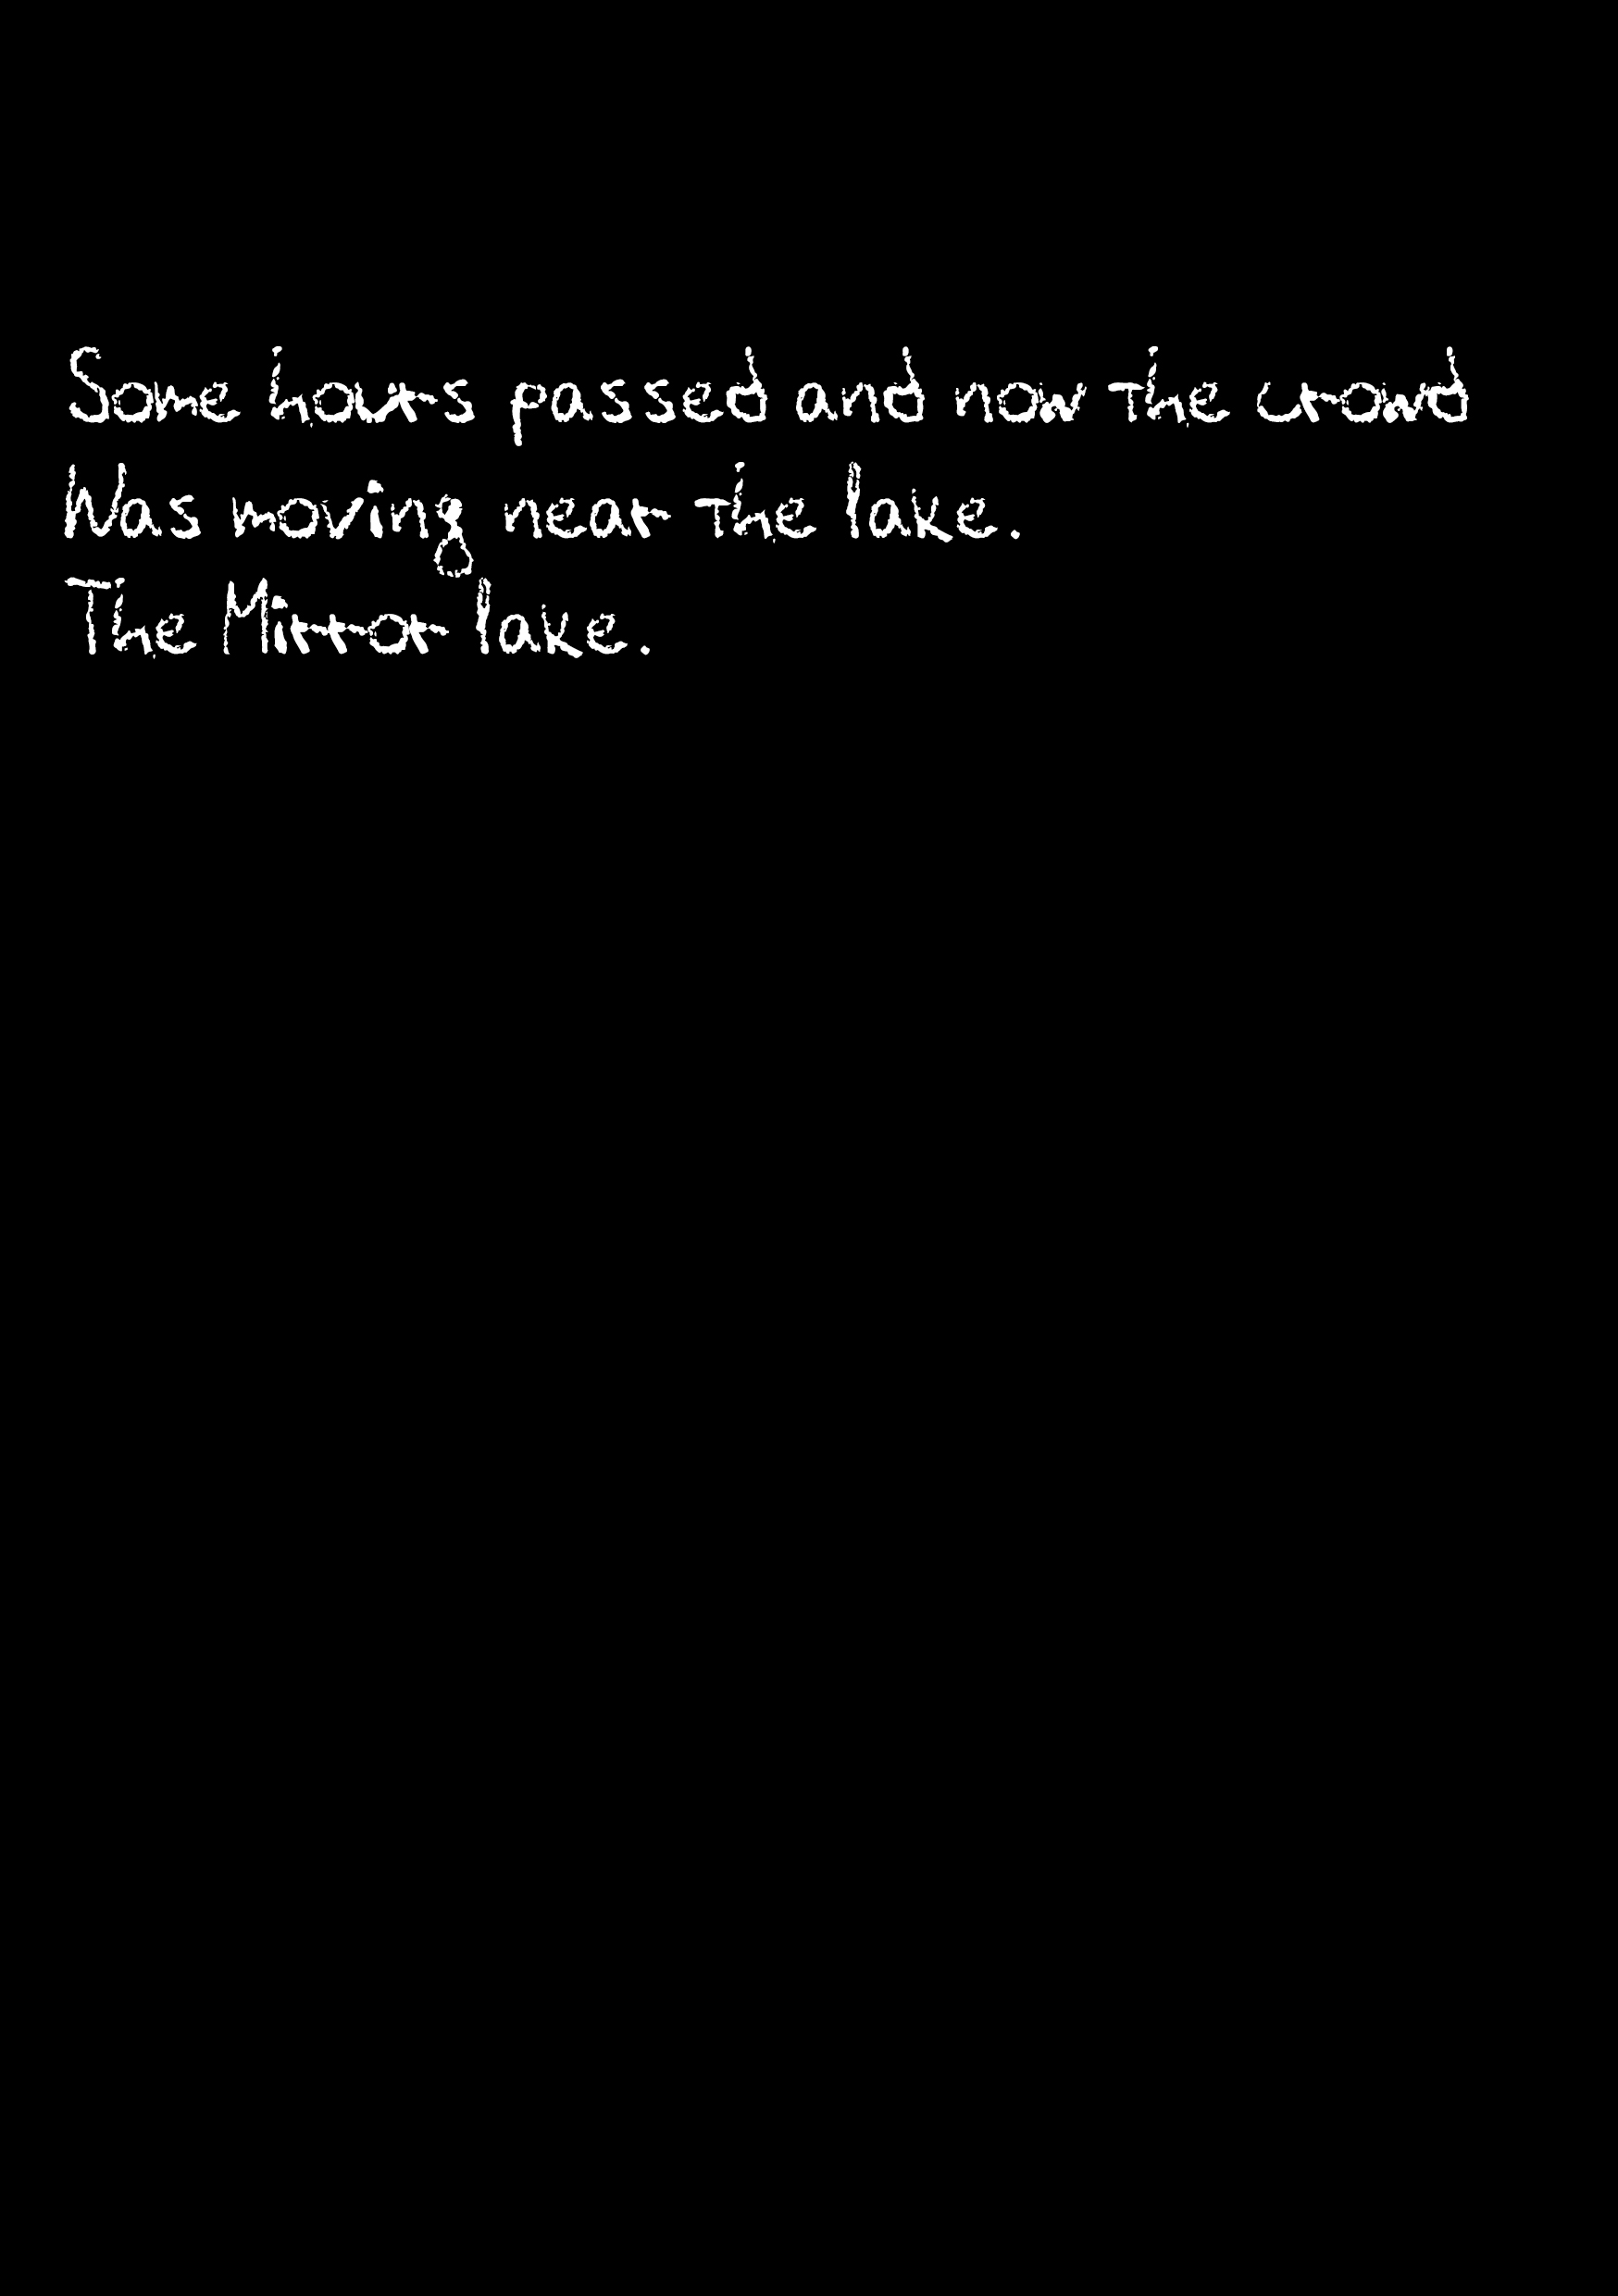 Some hours passed and now the crowd
Was moving near the lake.
The Mirror lake.